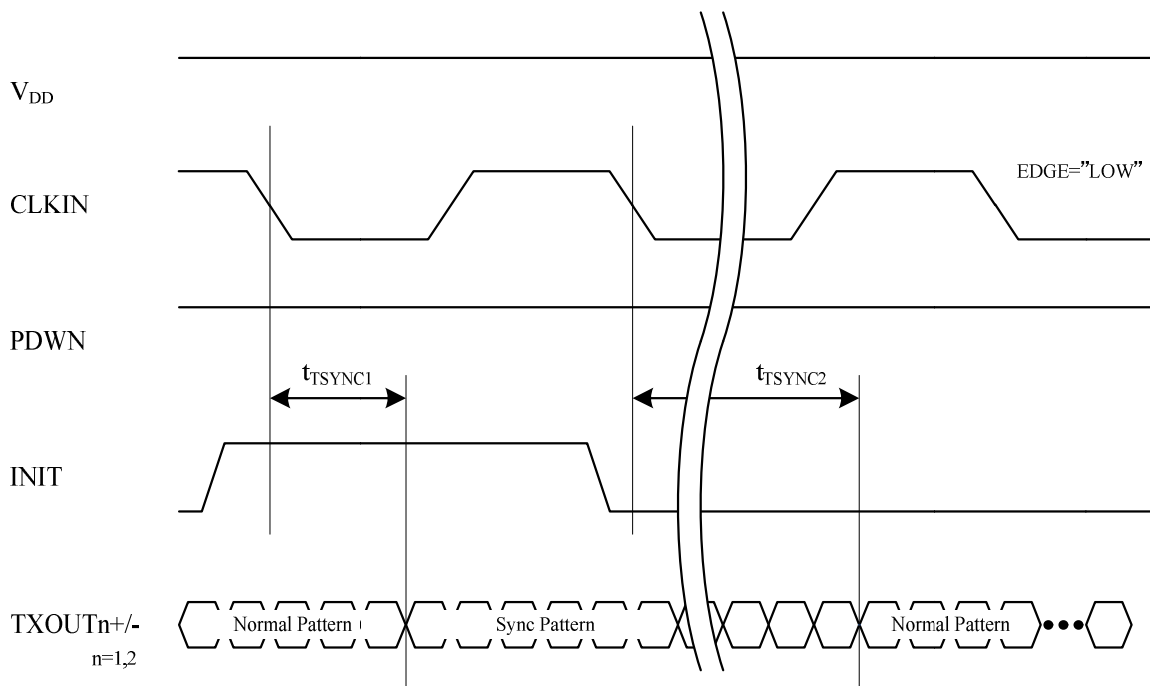 VDD
CLKIN
EDGE="LOW"
PDWN
tTSYNC1
tTSYNC2
INIT
TXOUTn+/-
n=1,2
Normal Pattern
Sync Pattern
Normal Pattern